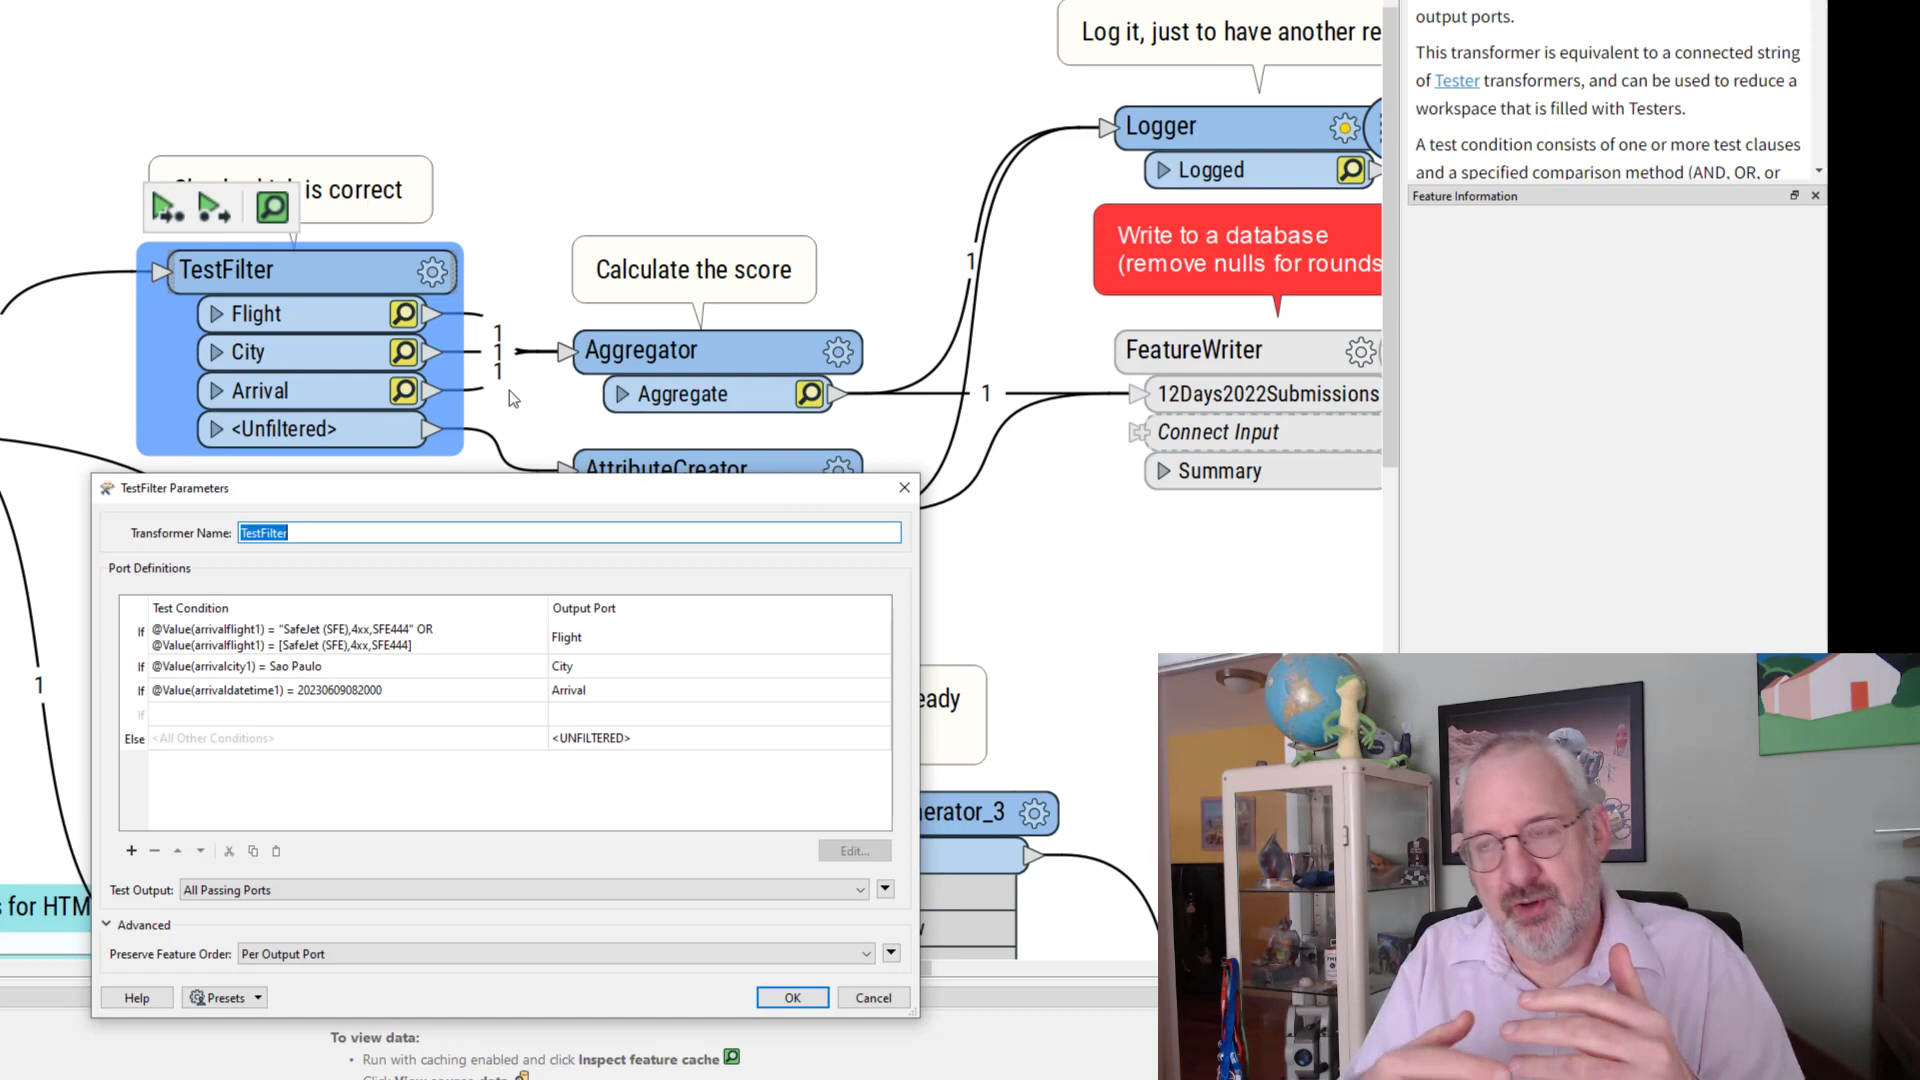 Log it, just to have another re
output ports.
This transformer is equivalent to a connected string
of Tester transformers, and can be used to reduce a
workspace that is filled with Testers.
A test condition consists of one or more test clauses
and a specified comparison method (AND, OR, or
Feature Information
Logger
Logged
is correct
TestFilter
Flight
City
Arrival
<Unfiltered>
1
1
1
Calculate the score
Aggregator
Aggregate
AttributeCreator
1
1
Write to a database
(remove nulls for rounds
FeatureWriter
12Days2022Submissions
Connect Input
Summary
TestFilter Parameters
Transformer Name: TestFilter
Port Definitions
Test Condition Output Port
If @Value(arrivalflight1) = "SafeJet (SFE),4xx,SFE444" OR
@Value(arrivalflight1) = [SafeJet (SFE),4xx,SFE444] Flight
If @Value(arrivalcity1) = Sao Paulo City
If @Value(arrivaldatetime1) = 20230609082000 Arrival
If
Else <All Other Conditions> <UNFILTERED>
Edit...
Test Output: All Passing Ports
Advanced
Preserve Feature Order: Per Output Port
Help Presets OK Cancel
1
s for HTM
eady
erator_3
To view data:
• Run with caching enabled and click Inspect feature cache
Click View source data